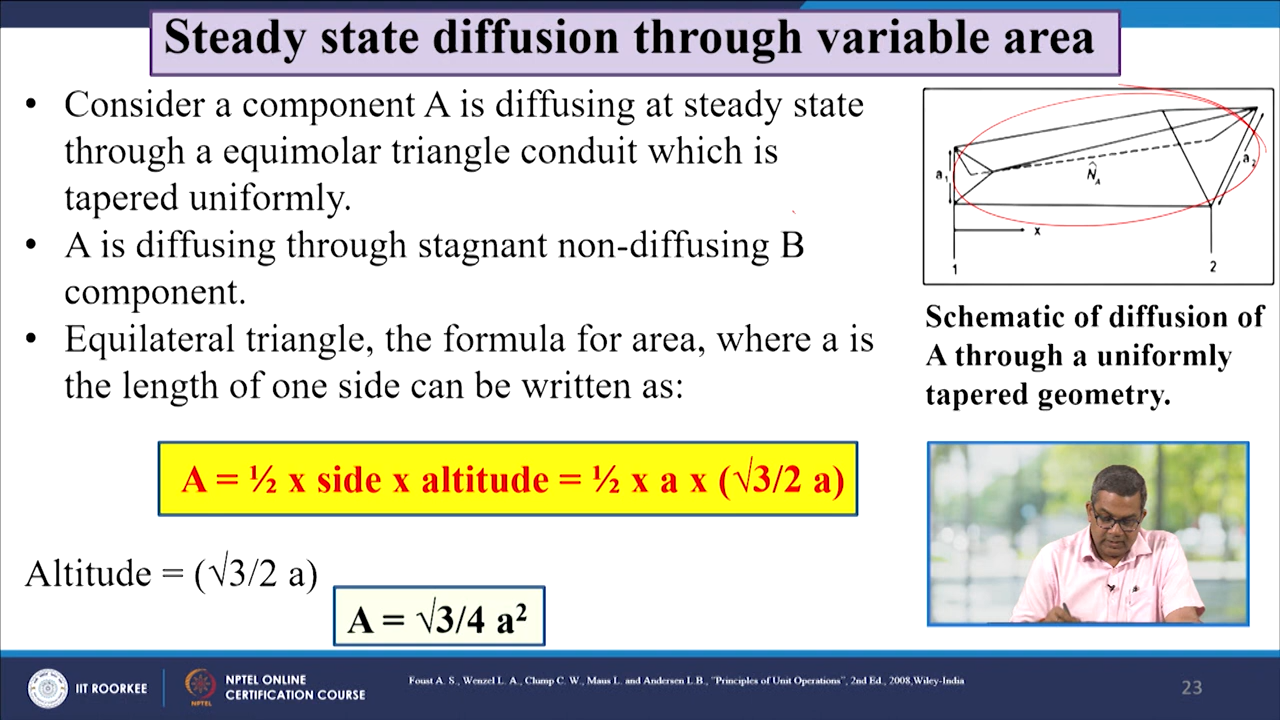 Steady state diffusion through variable area
• Consider a component A is diffusing at steady state
through a equimolar triangle conduit which is
tapered uniformly.
• A is diffusing through stagnant non-diffusing B
component.
• Equilateral triangle, the formula for area, where a is
the length of one side can be written as:
A = ½ x side x altitude = ½ x a x (√3/2 a)
Altitude = (√3/2 a)
A = √3/4 a²
a₁
N̂_A
a₂
x
1
2
Schematic of diffusion of
A through a uniformly
tapered geometry.
IIT ROORKEE
NPTEL ONLINE
CERTIFICATION COURSE
NPTEL
Foust A. S., Wenzel L. A., Clump C. W., Maus L. and Andersen L.B., "Principles of Unit Operations", 2nd Ed., 2008,Wiley-India
23